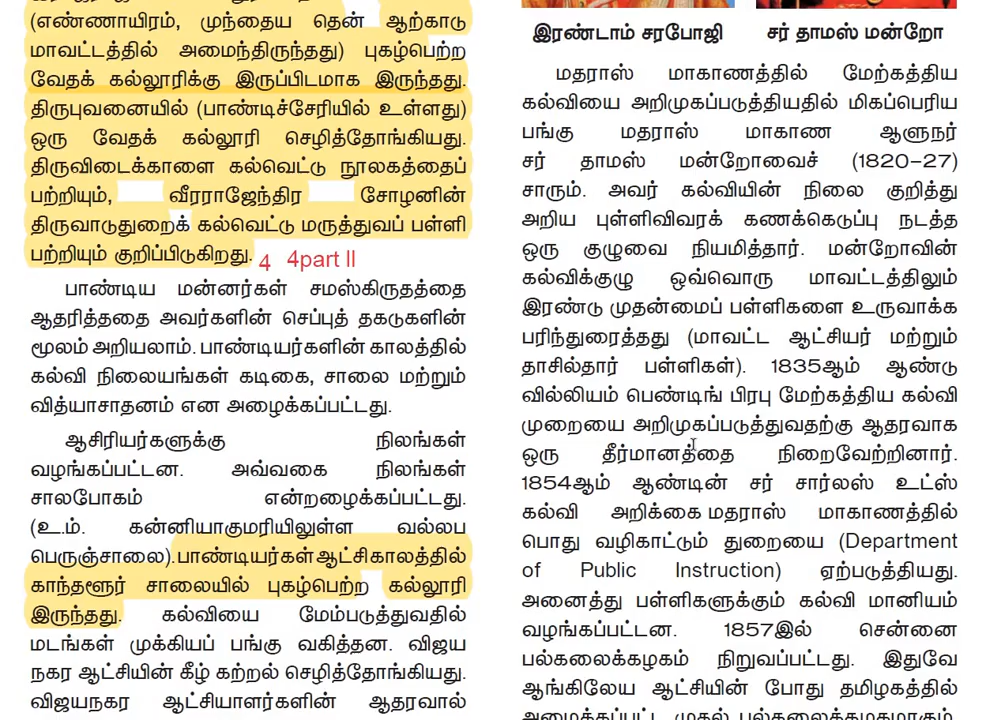 (எண்ணாயிரம், முந்தைய தென் ஆற்காடு
மாவட்டத்தில் அமைந்திருந்தது) புகழ்பெற்ற
வேதக் கல்லூரிக்கு இருப்பிடமாக இருந்தது.
திருபுவனையில் (பாண்டிச்சேரியில் உள்ளது)
ஒரு வேதக் கல்லூரி செழித்தோங்கியது.
திருவிடைக்காளை கல்வெட்டு நூலகத்தைப்
பற்றியும், வீரராஜேந்திர சோழனின்
திருவாடுதுறைக் கல்வெட்டு மருத்துவப் பள்ளி
பற்றியும் குறிப்பிடுகிறது. 4 4part II
பாண்டிய மன்னர்கள் சமஸ்கிருதத்தை
ஆதரித்ததை அவர்களின் செப்புத் தகடுகளின்
மூலம் அறியலாம். பாண்டியர்களின் காலத்தில்
கல்வி நிலையங்கள் கடிகை, சாலை மற்றும்
வித்யாசாதனம் என அழைக்கப்பட்டது.
ஆசிரியர்களுக்கு நிலங்கள்
வழங்கப்பட்டன. அவ்வகை நிலங்கள்
சாலபோகம் என்றழைக்கப்பட்டது.
(உ.ம். கன்னியாகுமரியிலுள்ள வல்லப
பெருஞ்சாலை).பாண்டியர்கள் ஆட்சி காலத்தில்
காந்தளூர் சாலையில் புகழ்பெற்ற கல்லூரி
இருந்தது. கல்வியை மேம்படுத்துவதில்
மடங்கள் முக்கியப் பங்கு வகித்தன. விஜய
நகர ஆட்சியின் கீழ் கற்றல் செழித்தோங்கியது.
விஜயநகர ஆட்சியாளர்களின் ஆதரவால்
இரண்டாம் சரபோஜி சர் தாமஸ் மன்றோ
மதராஸ் மாகாணத்தில் மேற்கத்திய
கல்வியை அறிமுகப்படுத்தியதில் மிகப்பெரிய
பங்கு மதராஸ் மாகாண ஆளுநர்
சர் தாமஸ் மன்றோவைச் (1820–27)
சாரும். அவர் கல்வியின் நிலை குறித்து
அறிய புள்ளிவிவரக் கணக்கெடுப்பு நடத்த
ஒரு குழுவை நியமித்தார். மன்றோவின்
கல்விக்குழு ஒவ்வொரு மாவட்டத்திலும்
இரண்டு முதன்மைப் பள்ளிகளை உருவாக்க
பரிந்துரைத்தது (மாவட்ட ஆட்சியர் மற்றும்
தாசில்தார் பள்ளிகள்). 1835ஆம் ஆண்டு
வில்லியம் பெண்டிங் பிரபு மேற்கத்திய கல்வி
முறையை அறிமுகப்படுத்துவதற்கு ஆதரவாக
ஒரு தீர்மானத்தை நிறைவேற்றினார்.
1854ஆம் ஆண்டின் சர் சார்லஸ் உட்ஸ்
கல்வி அறிக்கை மதராஸ் மாகாணத்தில்
பொது வழிகாட்டும் துறையை (Department
of Public Instruction) ஏற்படுத்தியது.
அனைத்து பள்ளிகளுக்கும் கல்வி மானியம்
வழங்கப்பட்டன. 1857இல் சென்னை
பல்கலைக்கழகம் நிறுவப்பட்டது. இதுவே
ஆங்கிலேய ஆட்சியின் போது தமிழகத்தில்
அமைக்கப்பட்ட முதல் பல்கலைக்கழகமாகும்.